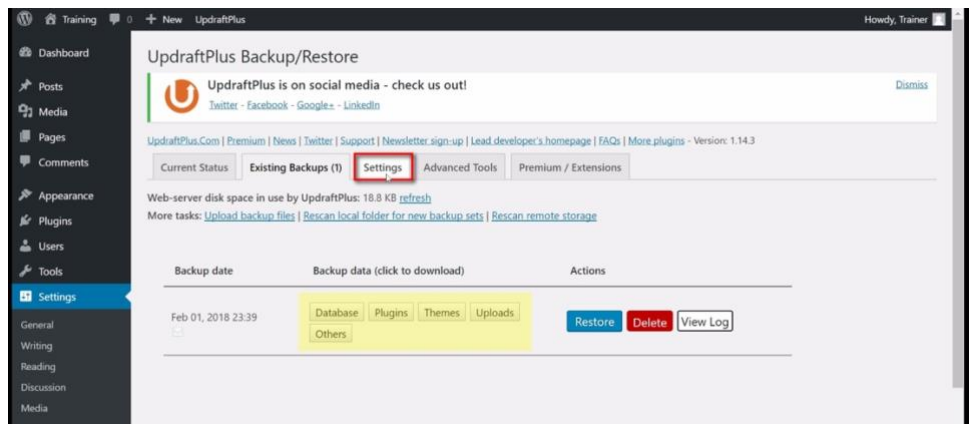 Training 0 + New UpdraftPlus Howdy, Trainer
Dashboard
Posts
Media
Pages
Comments
Appearance
Plugins
Users
Tools
Settings
General
Writing
Reading
Discussion
Media
UpdraftPlus Backup/Restore
UpdraftPlus is on social media - check us out! Dismiss
Twitter - Facebook - Google+ - LinkedIn
UpdraftPlus.Com | Premium | News | Twitter | Support | Newsletter sign-up | Lead developer's homepage | FAQs | More plugins - Version: 1.14.3
Current Status Existing Backups (1) Settings Advanced Tools Premium / Extensions
Web-server disk space in use by UpdraftPlus: 18.8 KB refresh
More tasks: Upload backup files | Rescan local folder for new backup sets | Rescan remote storage
Backup date Backup data (click to download) Actions
Feb 01, 2018 23:39 Database Plugins Themes Uploads Restore Delete View Log
Others